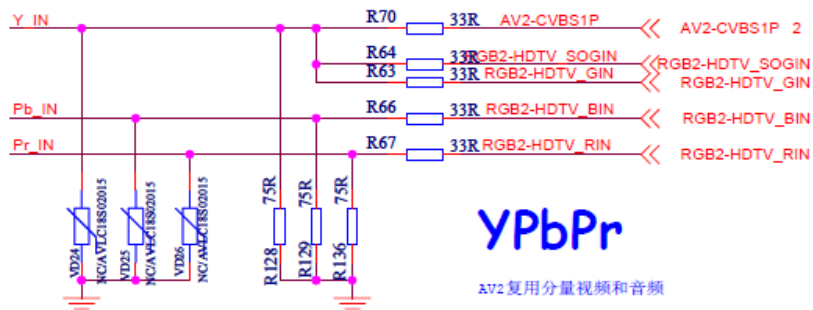 Y_IN R70 33R AV2-CVBS1P AV2-CVBS1P 2
R64 33R RGB2-HDTV_SOGIN RGB2-HDTV_SOGIN
R63 33R RGB2-HDTV_GIN RGB2-HDTV_GIN
Pb_IN R66 33R RGB2-HDTV_BIN RGB2-HDTV_BIN
Pr_IN R67 33R RGB2-HDTV_RIN RGB2-HDTV_RIN
VD24 NC/AVLC18S02015
VD25 NC/AVLC18S02015
VD26 NC/AVLC18S02015
R128 75R
R129 75R
R136 75R
YPbPr
AV2复用分量视频和音频